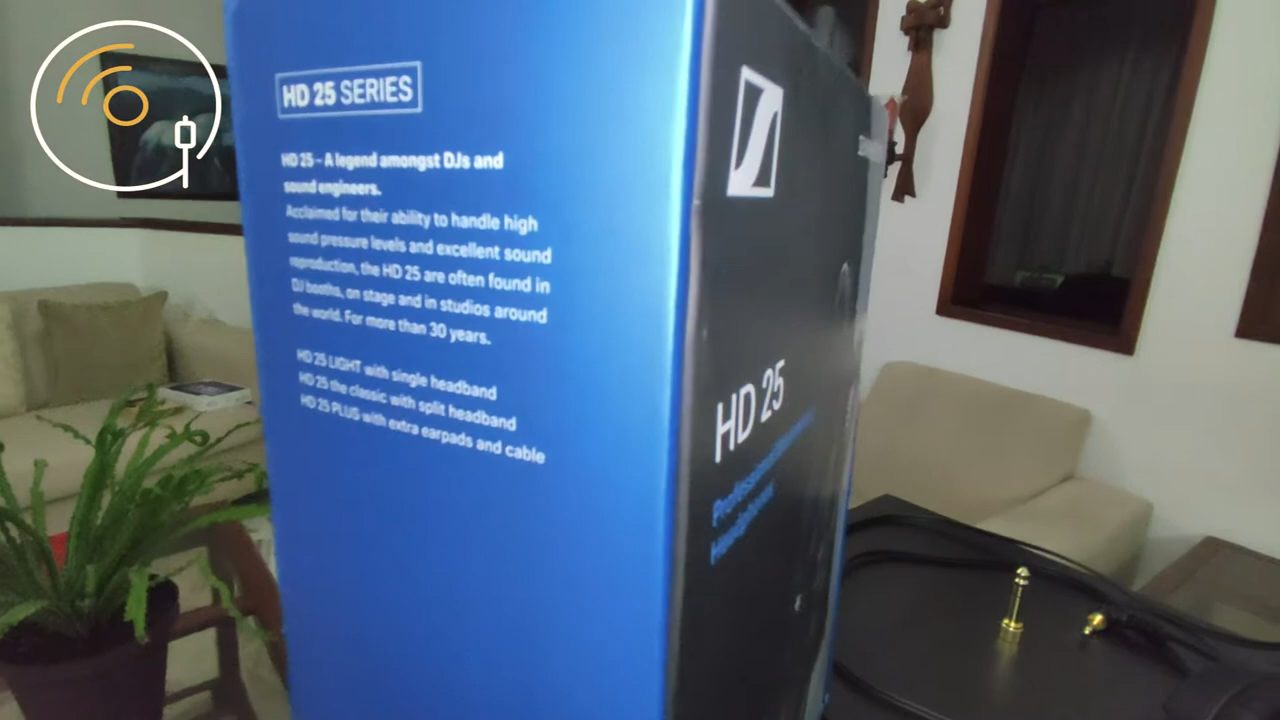 HD 25 SERIES
HD 25 – A legend amongst DJs and
sound engineers.
Acclaimed for their ability to handle high
sound pressure levels and excellent sound
reproduction, the HD 25 are often found in
DJ booths, on stage and in studios around
the world. For more than 30 years.
HD 25 LIGHT with single headband
HD 25 the classic with split headband
HD 25 PLUS with extra earpads and cable
HD 25
Professional
Headphones